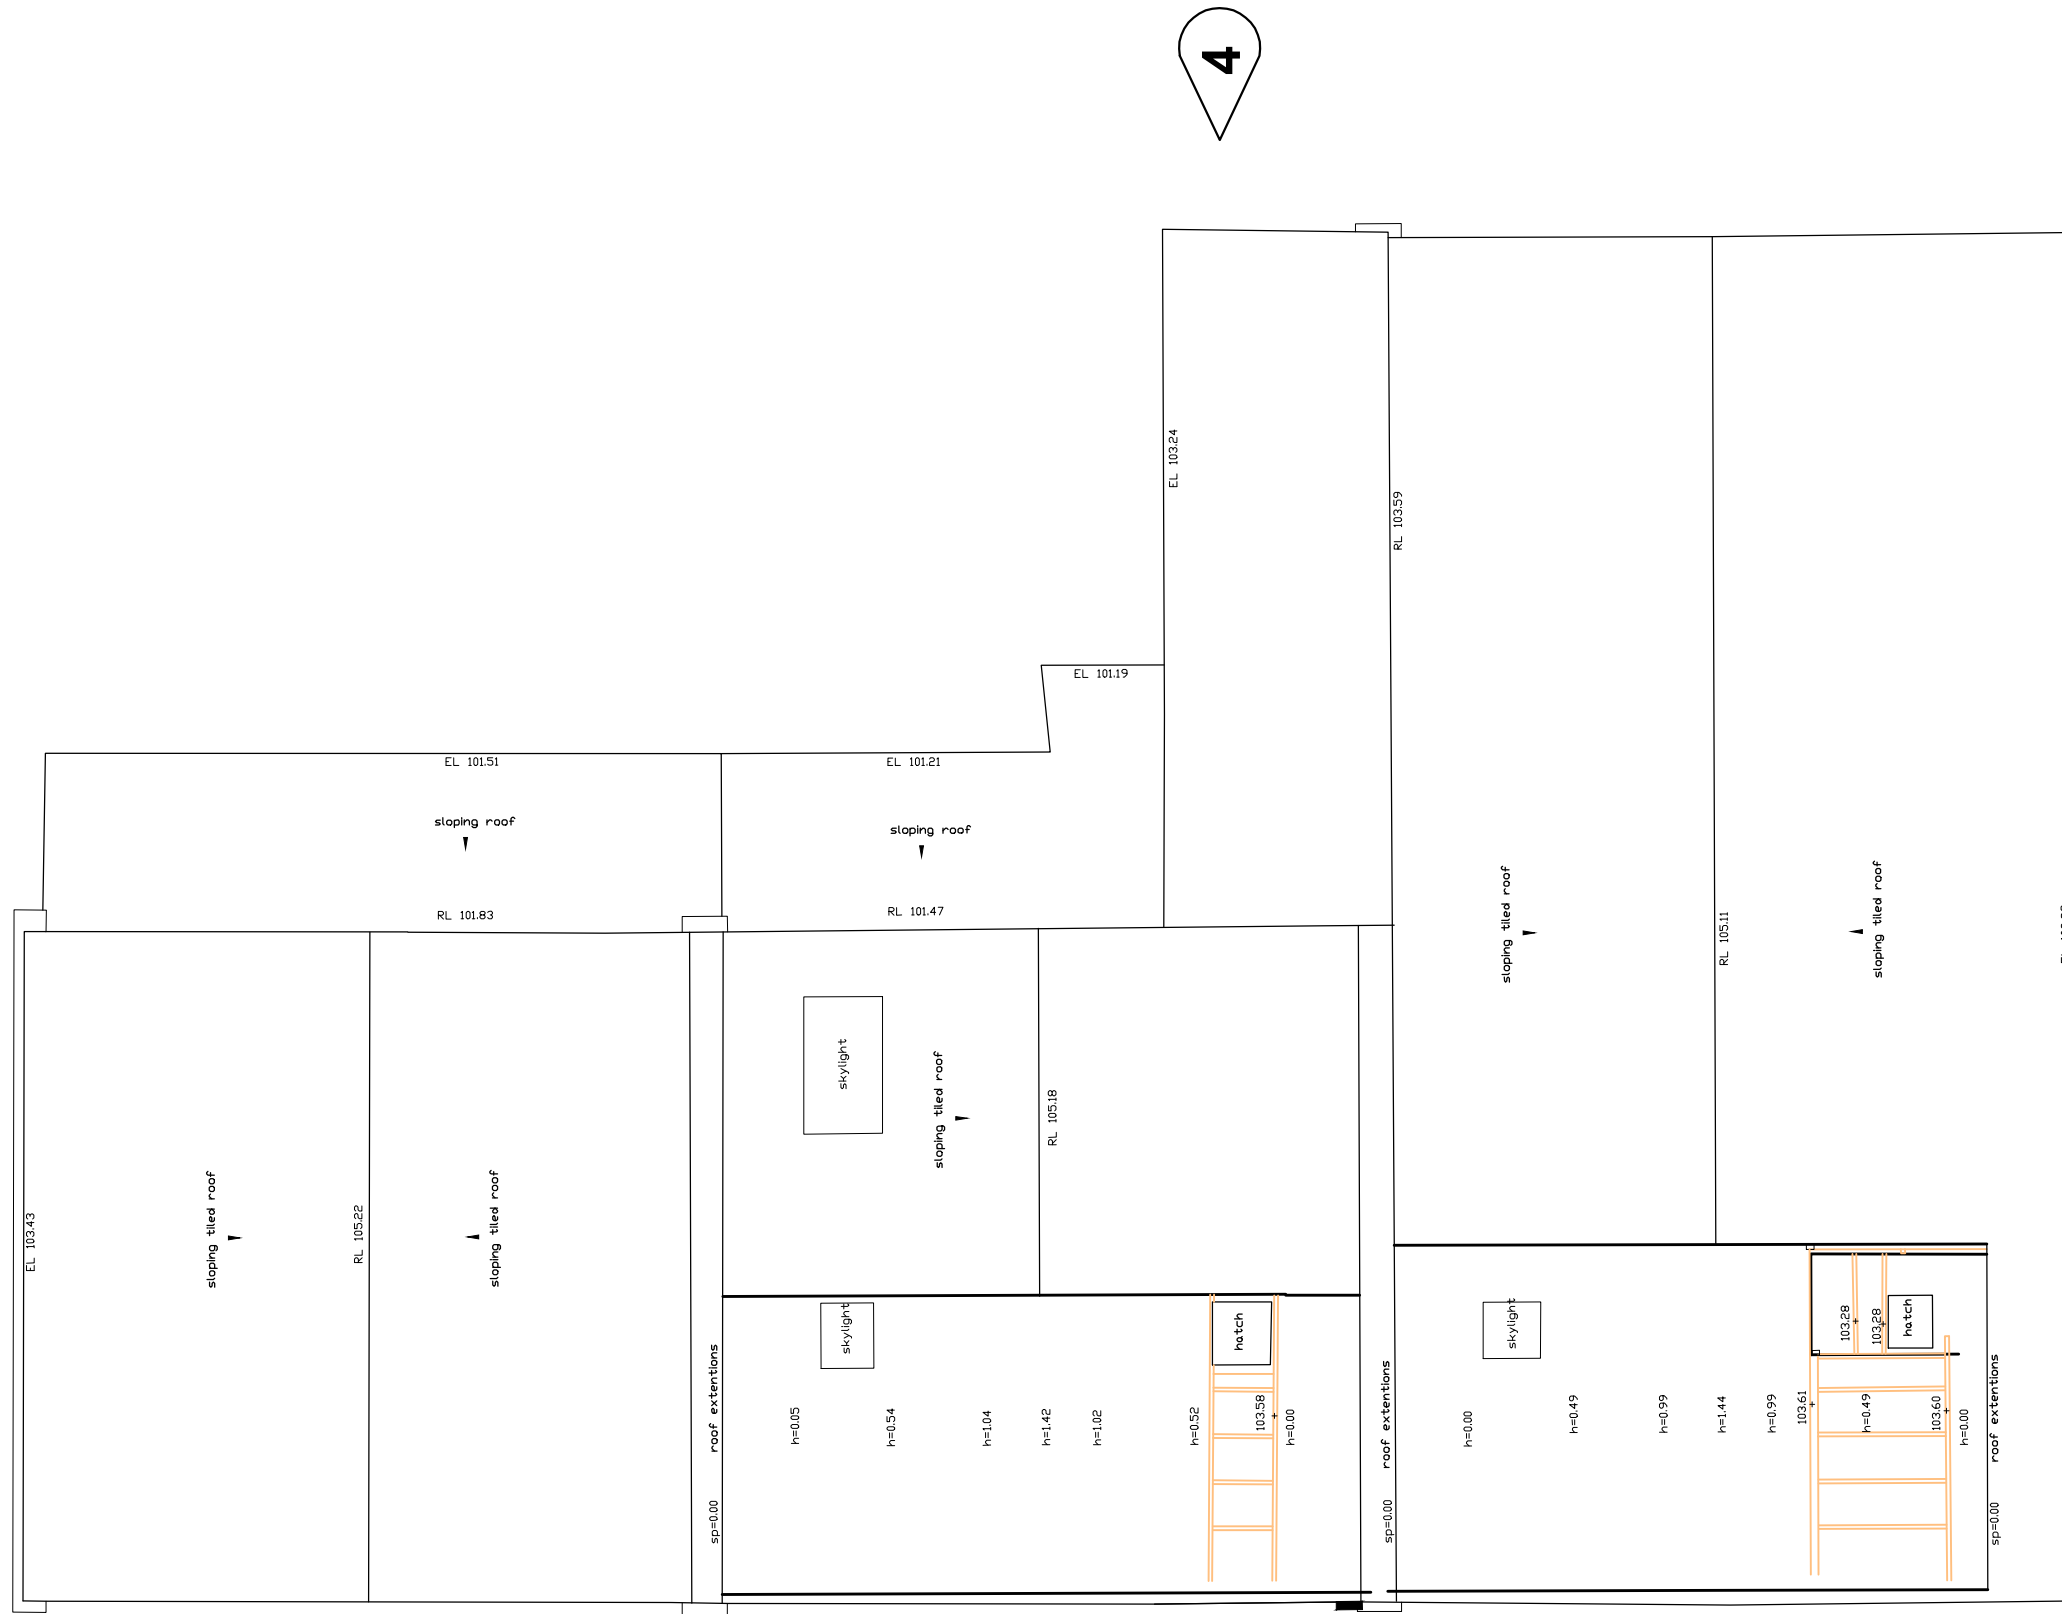 4
EL 103.24
RL 103.59
EL 101.19
EL 101.51
EL 101.21
sloping roof
sloping roof
RL 101.83
RL 101.47
sloping tiled roof
RL 105.11
sloping tiled roof
skylight
sloping tiled roof
RL 105.18
EL 103.43
sloping tiled roof
RL 105.22
sloping tiled roof
skylight
hatch
skylight
103.28
103.28
hatch
roof extentions
sp=0.00
h=0.05
h=0.54
h=1.04
h=1.42
h=1.02
h=0.52
103.58
h=0.00
roof extentions
sp=0.00
h=0.00
h=0.49
h=0.99
h=1.44
h=0.99
103.61
h=0.49
103.60
h=0.00
roof extentions
sp=0.00